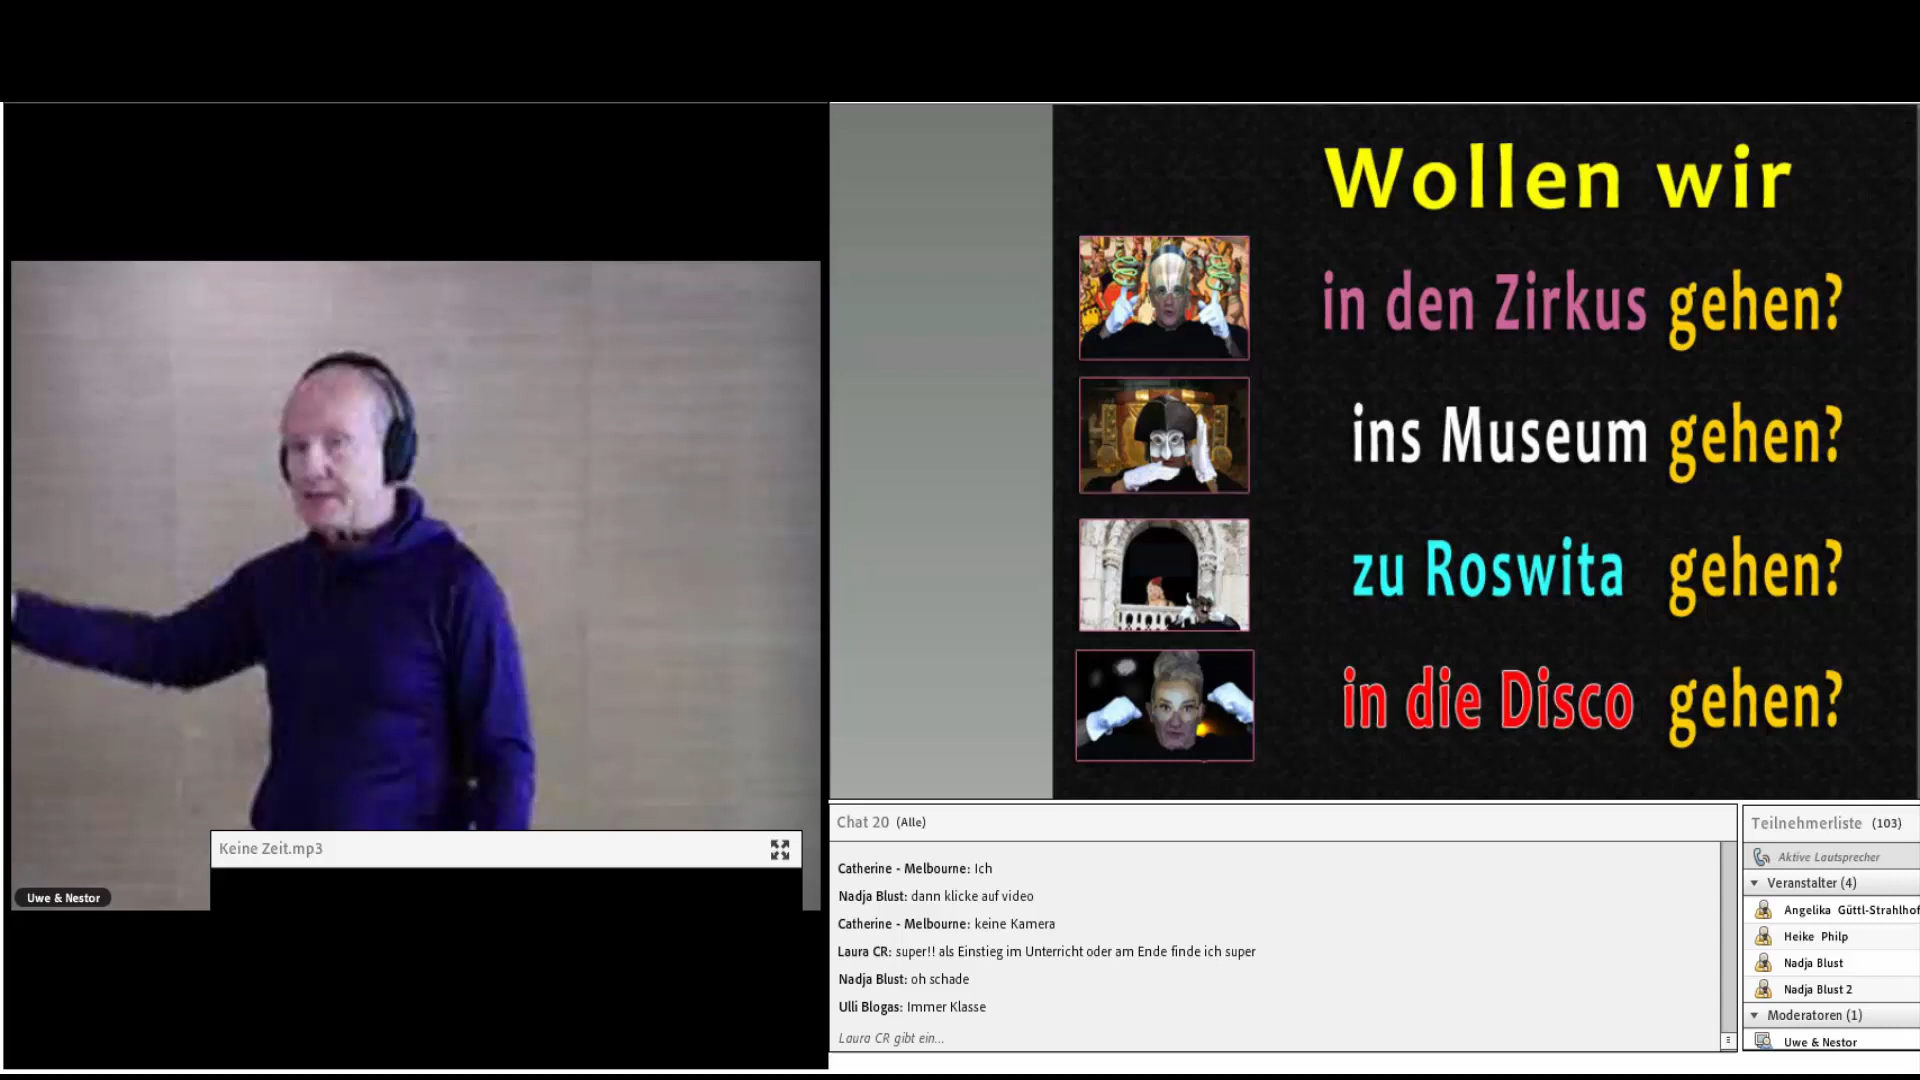 Wollen wir
in den Zirkus gehen?
ins Museum gehen?
zu Roswita gehen?
in die Disco gehen?
Keine Zeit.mp3
Uwe & Nestor
Chat 20 (Alle)
Catherine - Melbourne: Ich
Nadja Blust: dann klicke auf video
Catherine - Melbourne: keine Kamera
Laura CR: super!! als Einstieg im Unterricht oder am Ende finde ich super
Nadja Blust: oh schade
Ulli Blogas: Immer Klasse
Laura CR gibt ein...
Teilnehmerliste (103)
Aktive Lautsprecher
Veranstalter (4)
Angelika Güttl-Strahlhof
Heike Philp
Nadja Blust
Nadja Blust 2
Moderatoren (1)
Uwe & Nestor